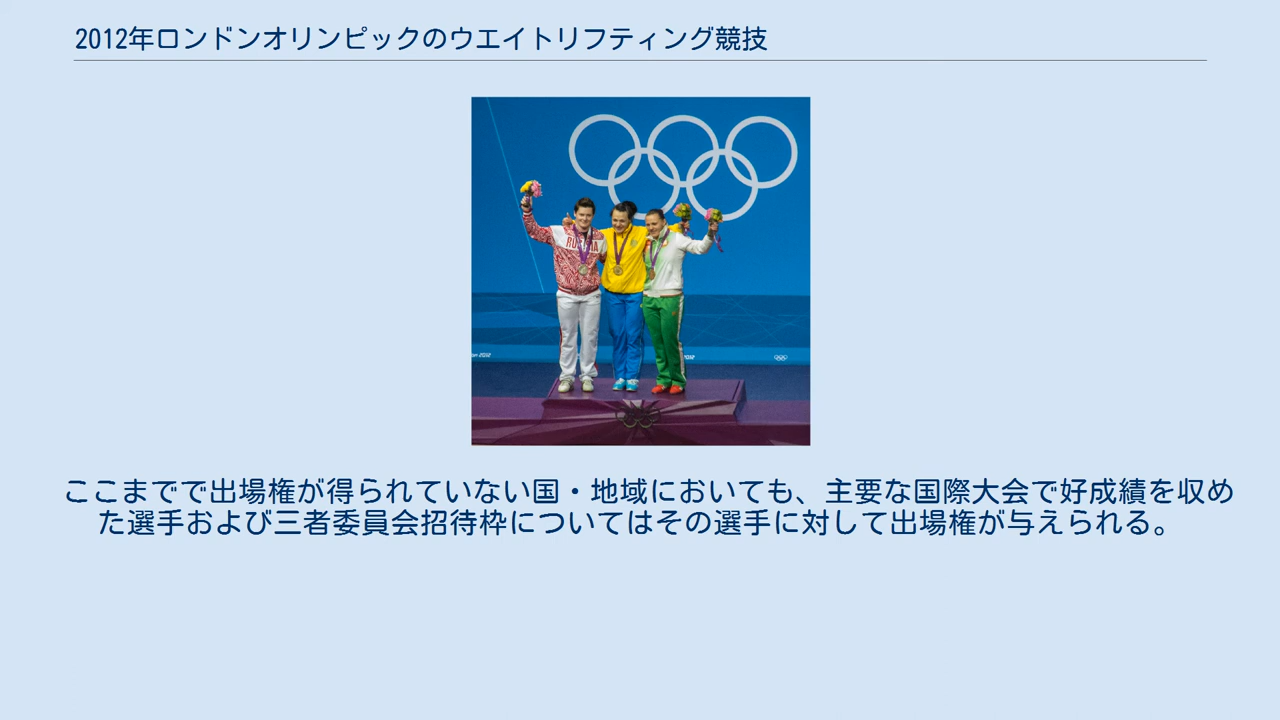 2012年ロンドンオリンピックのウエイトリフティング競技
RUSSIA
on 2012
2012
ここまでで出場権が得られていない国・地域においても、主要な国際大会で好成績を収め
た選手および三者委員会招待枠についてはその選手に対して出場権が与えられる。